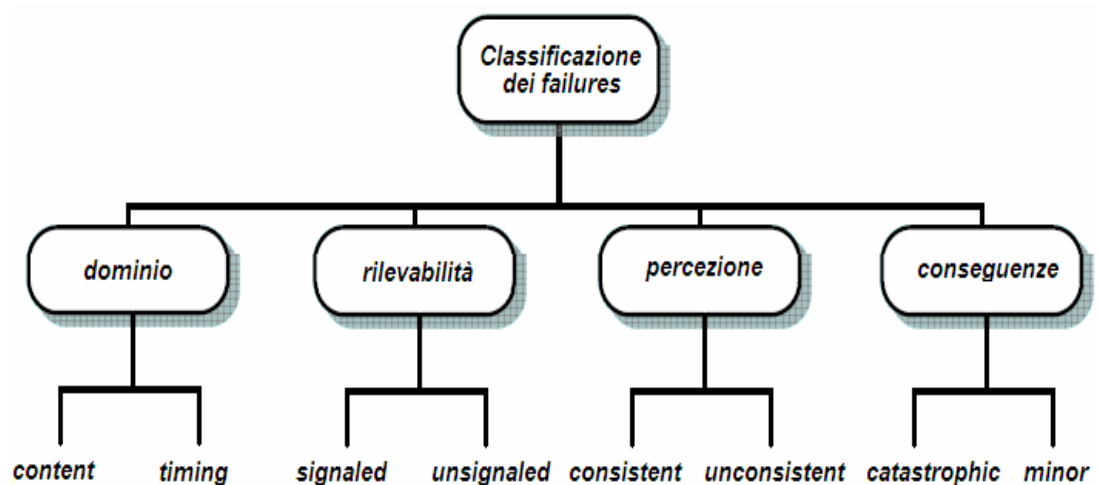 Classificazione
dei failures
dominio
rilevabilità
percezione
conseguenze
content
timing
signaled
unsignaled
consistent
unconsistent
catastrophic
minor